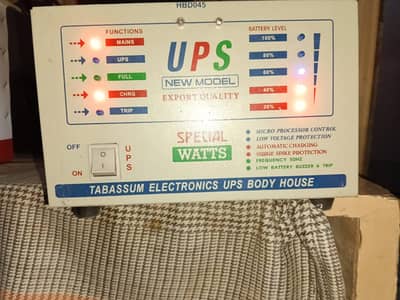 HBD045
FUNCTIONS
MAINS
UPS
FULL
CHRG
TRIP
UPS
NEW MODEL
EXPORT QUALITY
BATTERY LEVEL
100%
80%
60%
40%
20%
OFF
ON
UPS
SPECIAL
WATTS
MICRO PROCESSOR CONTROL
LOW VOLTAGE PROTECTION
AUTOMATIC CHARGING
SURGE SPIKE PROTECTION
FREQUENCY 50HZ
LOW BATTERY BUZZER & TRIP
TABASSUM ELECTRONICS UPS BODY HOUSE